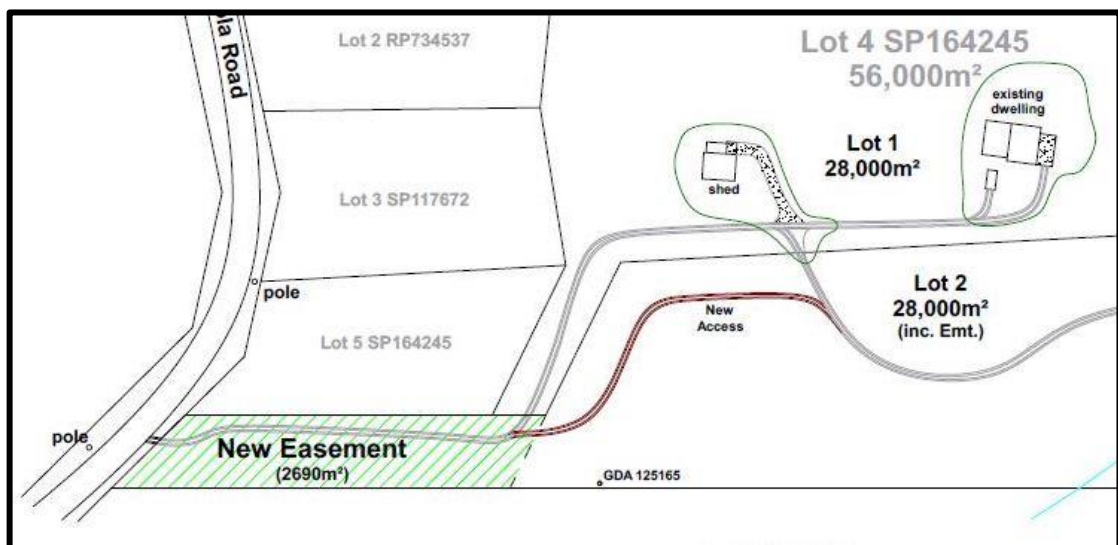 Lot 2 RP734537
Lot 4 SP164245
56,000m²
Road
existing
dwelling
Lot 1
28,000m²
shed
Lot 3 SP117672
pole
Lot 2
28,000m²
(inc. Emt.)
New
Access
Lot 5 SP164245
pole
New Easement
(2690m²)
GDA 125165